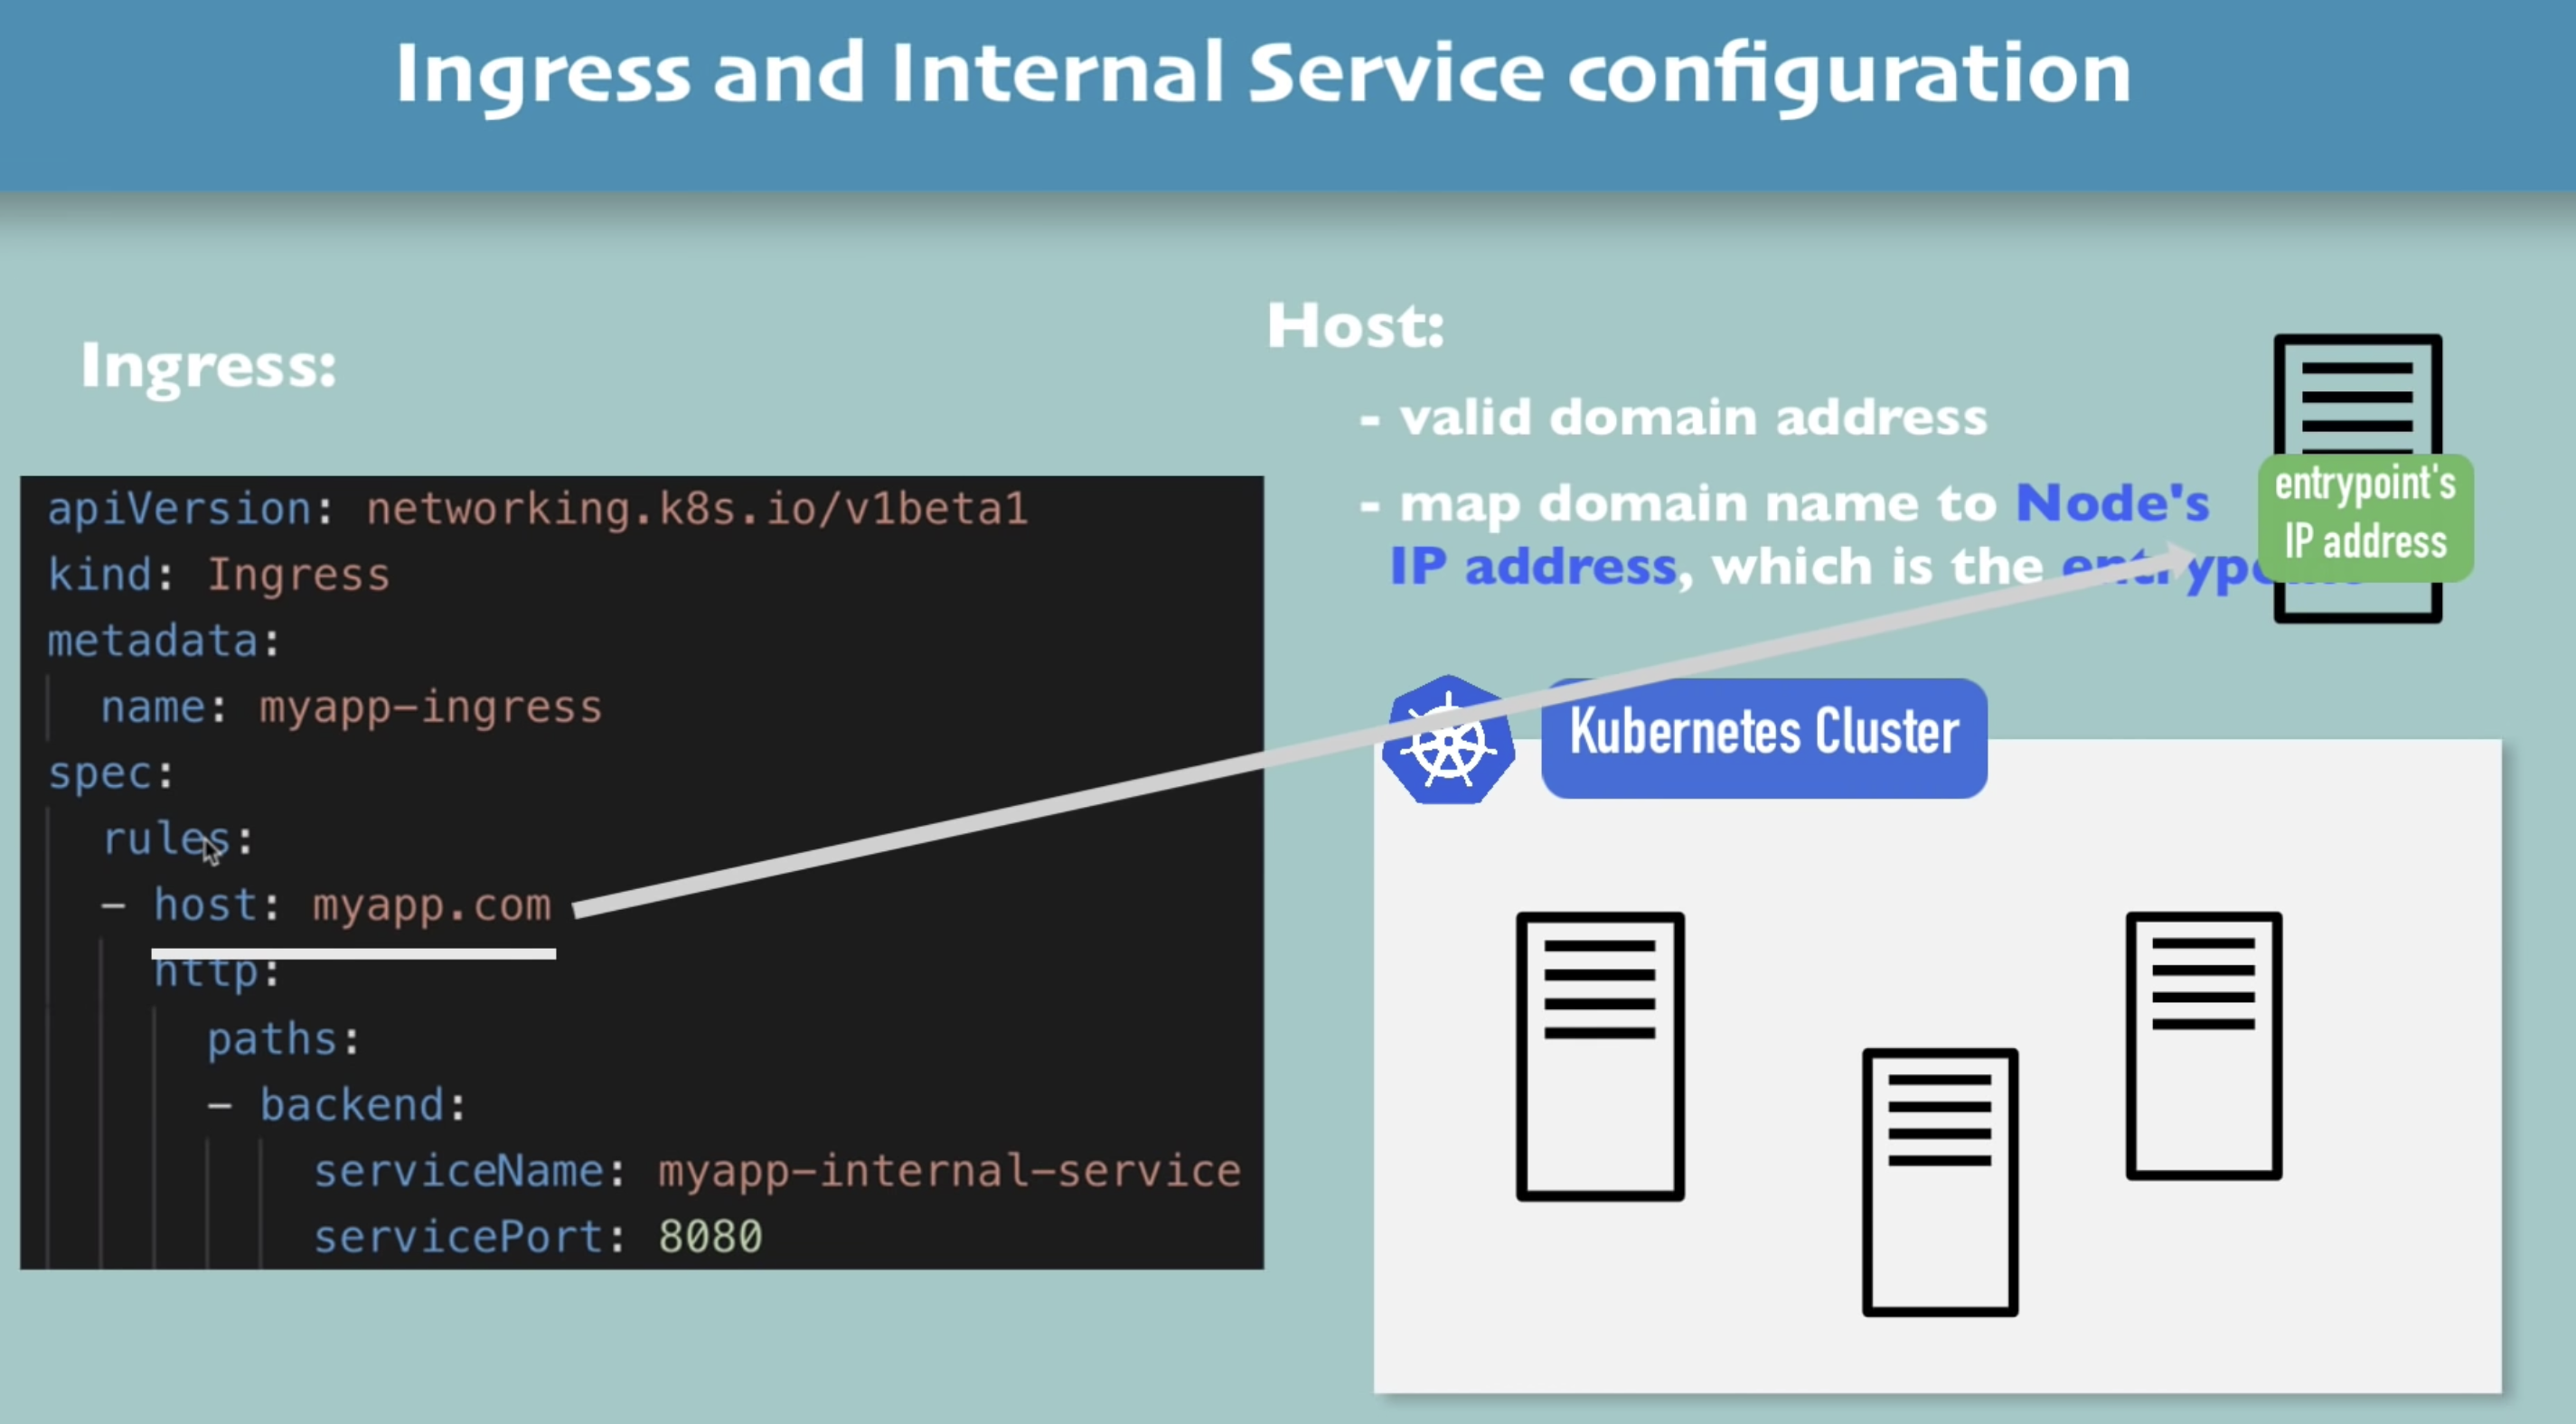 Ingress and Internal Service configuration
Ingress:
apiVersion: networking.k8s.io/v1beta1
kind: Ingress
metadata:
name: myapp-ingress
spec:
rules:
- host: myapp.com
http:
paths:
- backend:
serviceName: myapp-internal-service
servicePort: 8080
Host:
- valid domain address
- map domain name to Node's
IP address, which is the
entrypoint's
IP address
Kubernetes Cluster